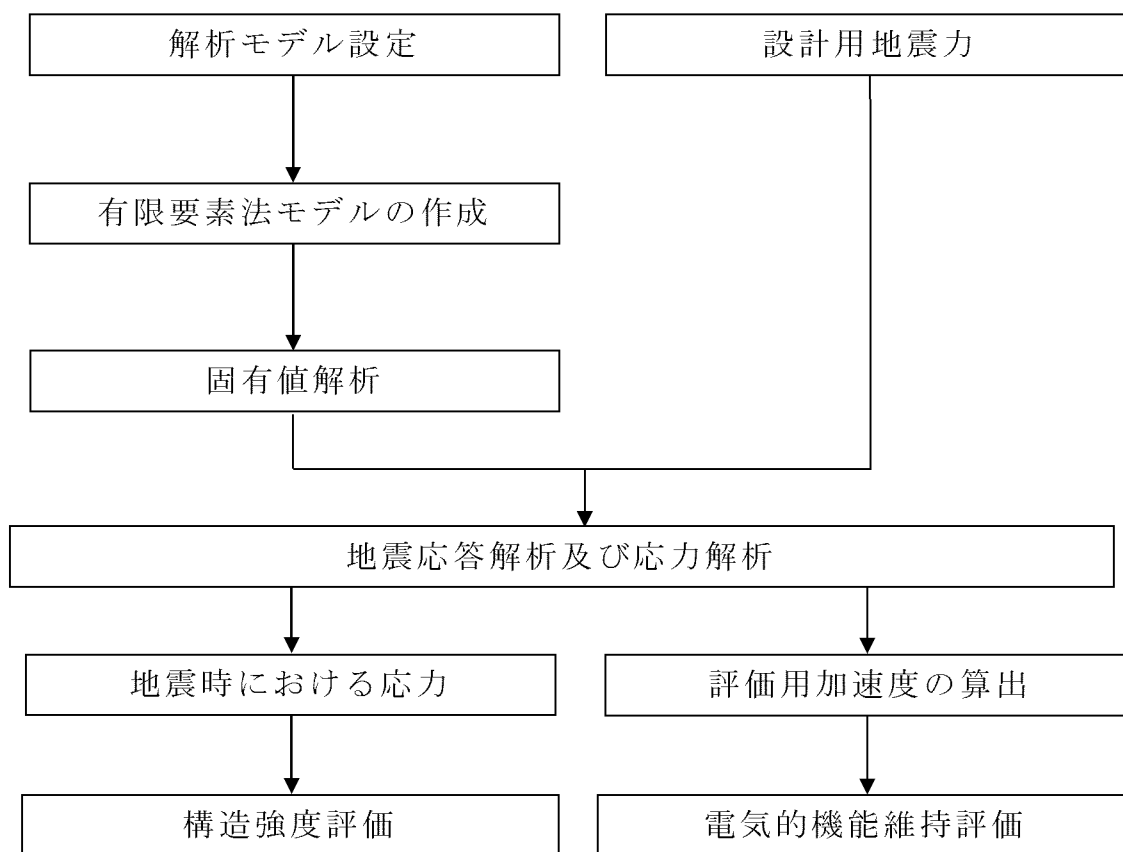 解析モデル設定
設計用地震力
有限要素法モデルの作成
固有値解析
地震応答解析及び応力解析
地震時における応力
評価用加速度の算出
構造強度評価
電気的機能維持評価